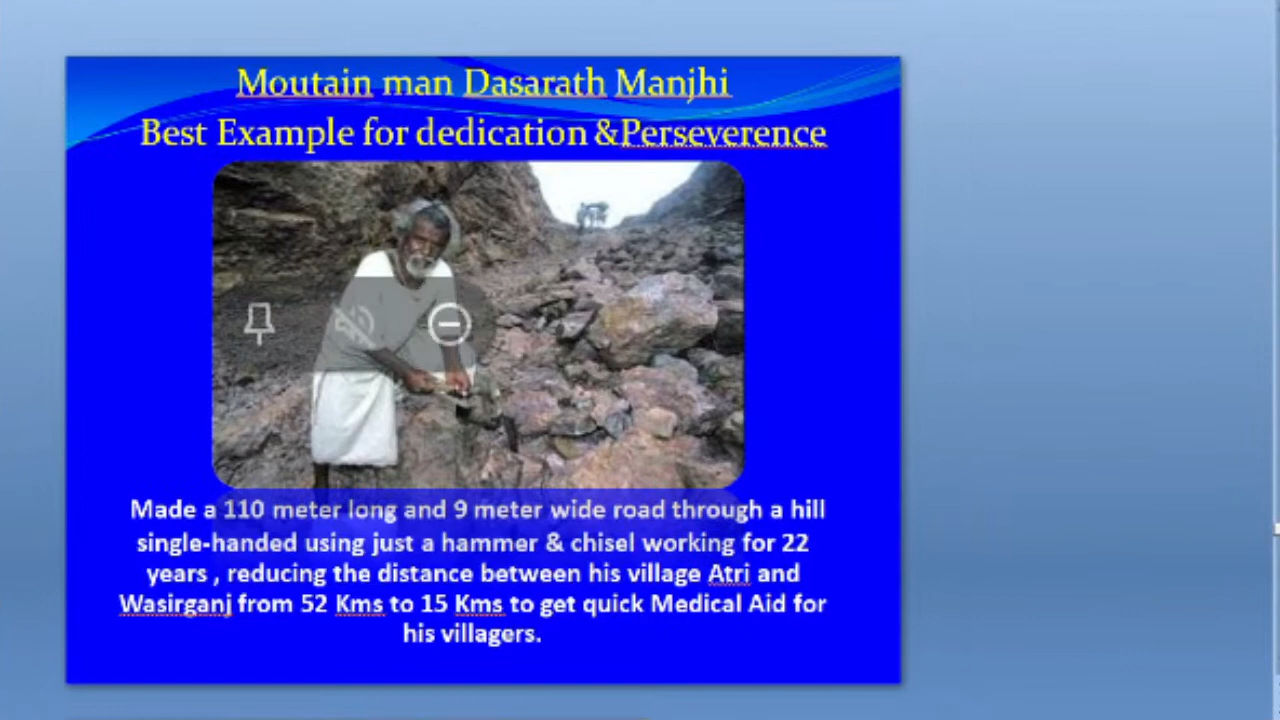 Moutain man Dasarath Manjhi
Best Example for dedication &Perseverence
Made a 110 meter long and 9 meter wide road through a hill
single-handed using just a hammer & chisel working for 22
years , reducing the distance between his village Atri and
Wasirganj from 52 Kms to 15 Kms to get quick Medical Aid for
his villagers.